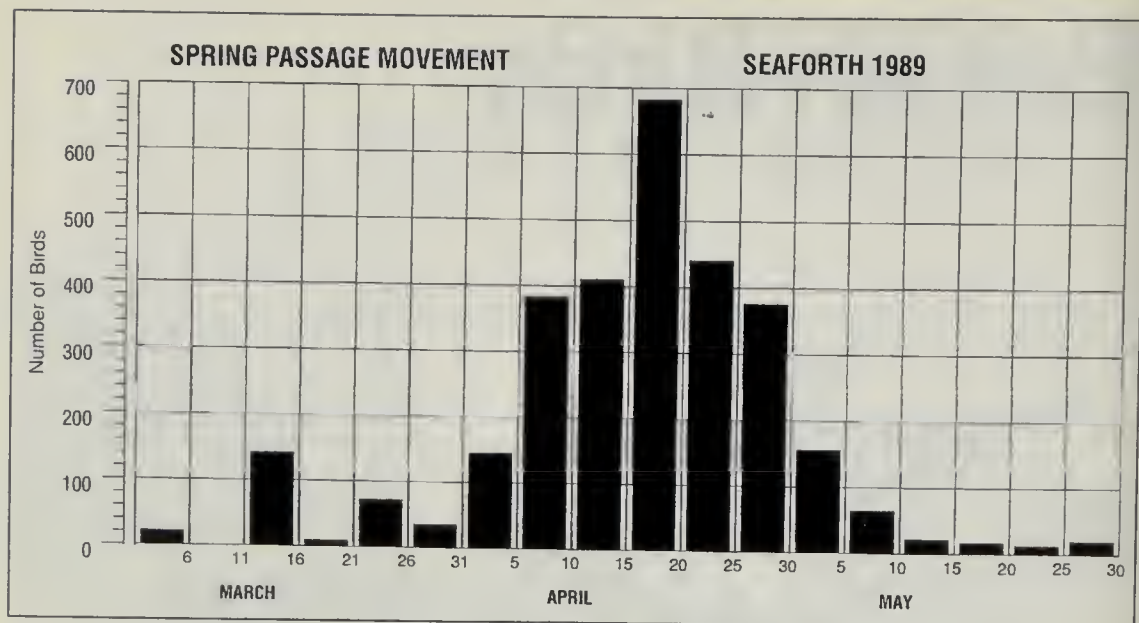 SPRING PASSAGE MOVEMENT SEAFORTH 1989
700
600
500
400
300
200
100
0
Number of Birds
6 11 16 21 26 31 5 10 15 20 25 30 5 10 15 20 25 30
MARCH APRIL MAY